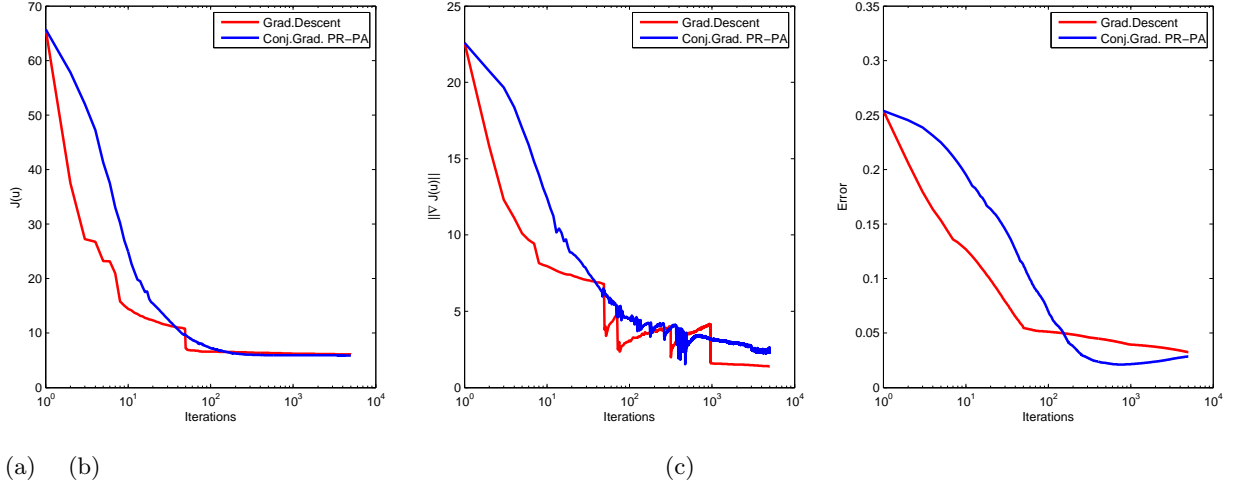 70
60
50
40
30
20
10
0
J(u)
10^0 10^1 10^2 10^3 10^4
Iterations
Grad.Descent
Conj.Grad. PR−PA
25
20
15
10
5
0
||∇ J(u)||
10^0 10^1 10^2 10^3 10^4
Iterations
Grad.Descent
Conj.Grad. PR−PA
0.35
0.3
0.25
0.2
0.15
0.1
0.05
0
Error
10^0 10^1 10^2 10^3 10^4
Iterations
Grad.Descent
Conj.Grad. PR−PA
(a) (b) (c)